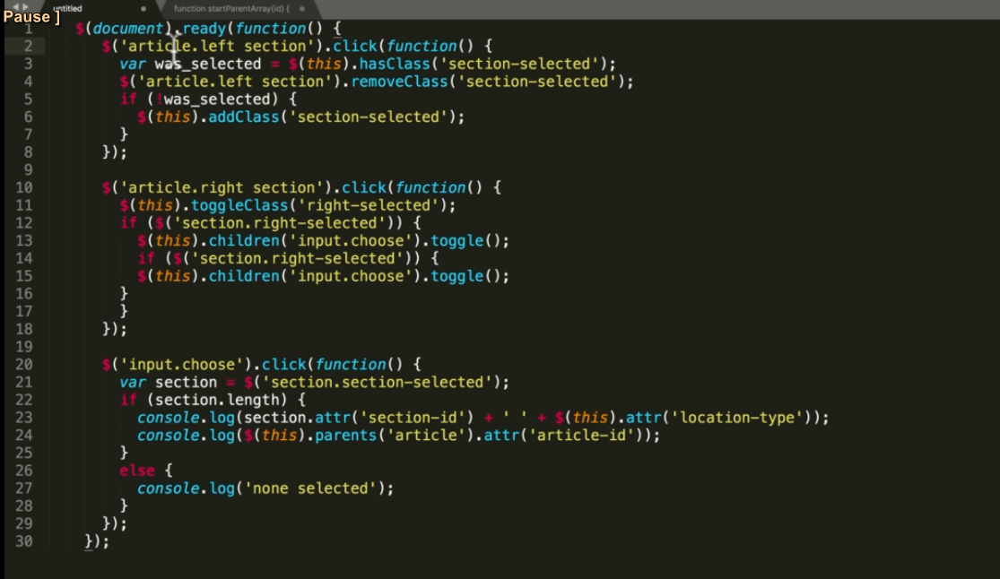 untitled
function startParentArray(id) {
Pause ]
1 $(document).ready(function() {
2 $('article.left section').click(function() {
3 var was_selected = $(this).hasClass('section-selected');
4 $('article.left section').removeClass('section-selected');
5 if (!was_selected) {
6 $(this).addClass('section-selected');
7 }
8 });
9
10 $('article.right section').click(function() {
11 $(this).toggleClass('right-selected');
12 if ($('section.right-selected')) {
13 $(this).children('input.choose').toggle();
14 if ($('section.right-selected')) {
15 $(this).children('input.choose').toggle();
16 }
17 }
18 });
19
20 $('input.choose').click(function() {
21 var section = $('section.section-selected');
22 if (section.length) {
23 console.log(section.attr('section-id') + ' ' + $(this).attr('location-type'));
24 console.log($(this).parents('article').attr('article-id'));
25 }
26 else {
27 console.log('none selected');
28 }
29 });
30 });